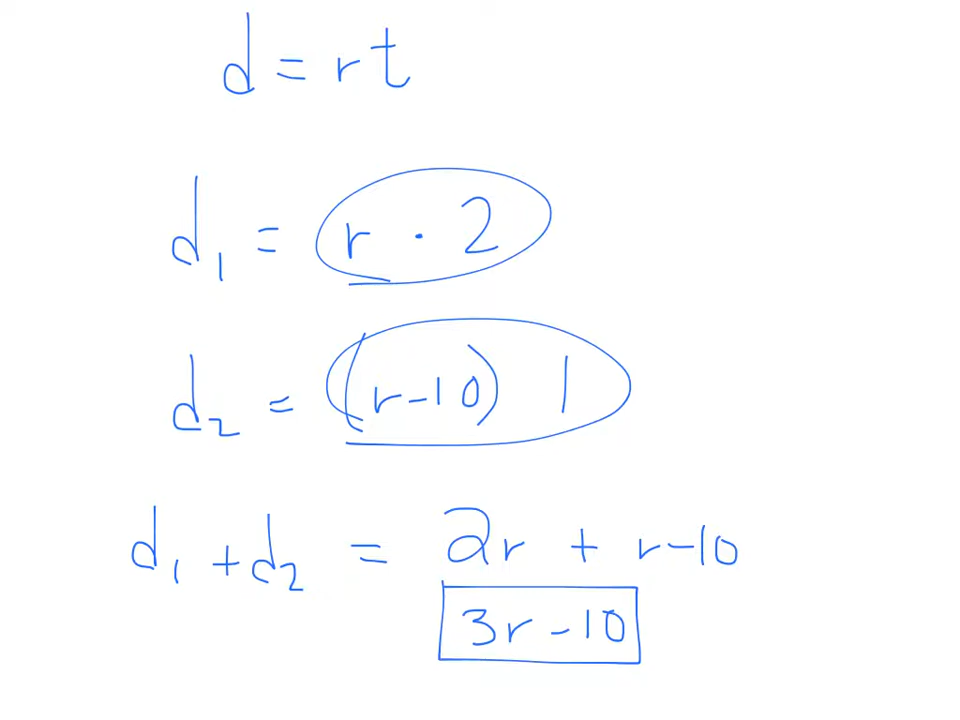 d = rt
d₁ = r · 2
d₂ = (r-10) 1
d₁ + d₂ = 2r + r-10
3r - 10